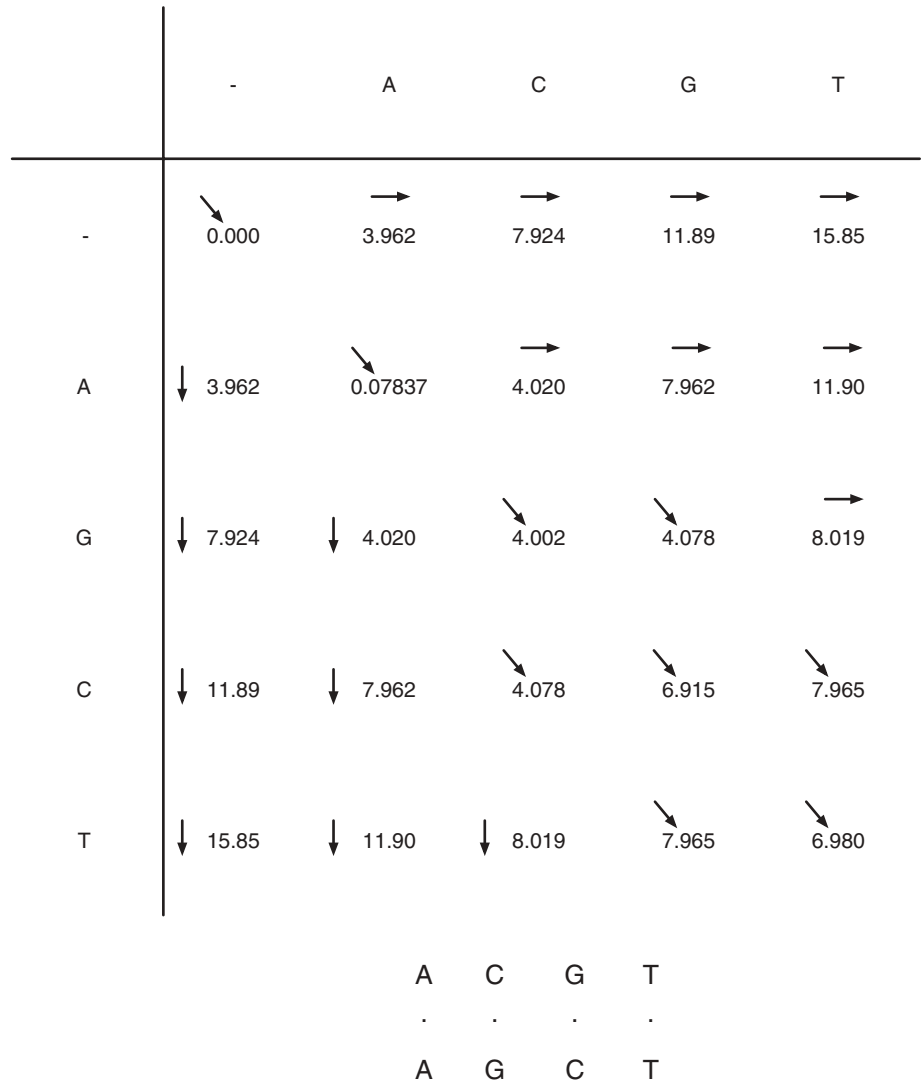 - A C G T
- 0.000 3.962 7.924 11.89 15.85
A 3.962 0.07837 4.020 7.962 11.90
G 7.924 4.020 4.002 4.078 8.019
C 11.89 7.962 4.078 6.915 7.965
T 15.85 11.90 8.019 7.965 6.980
A C G T
. . . .
A G C T